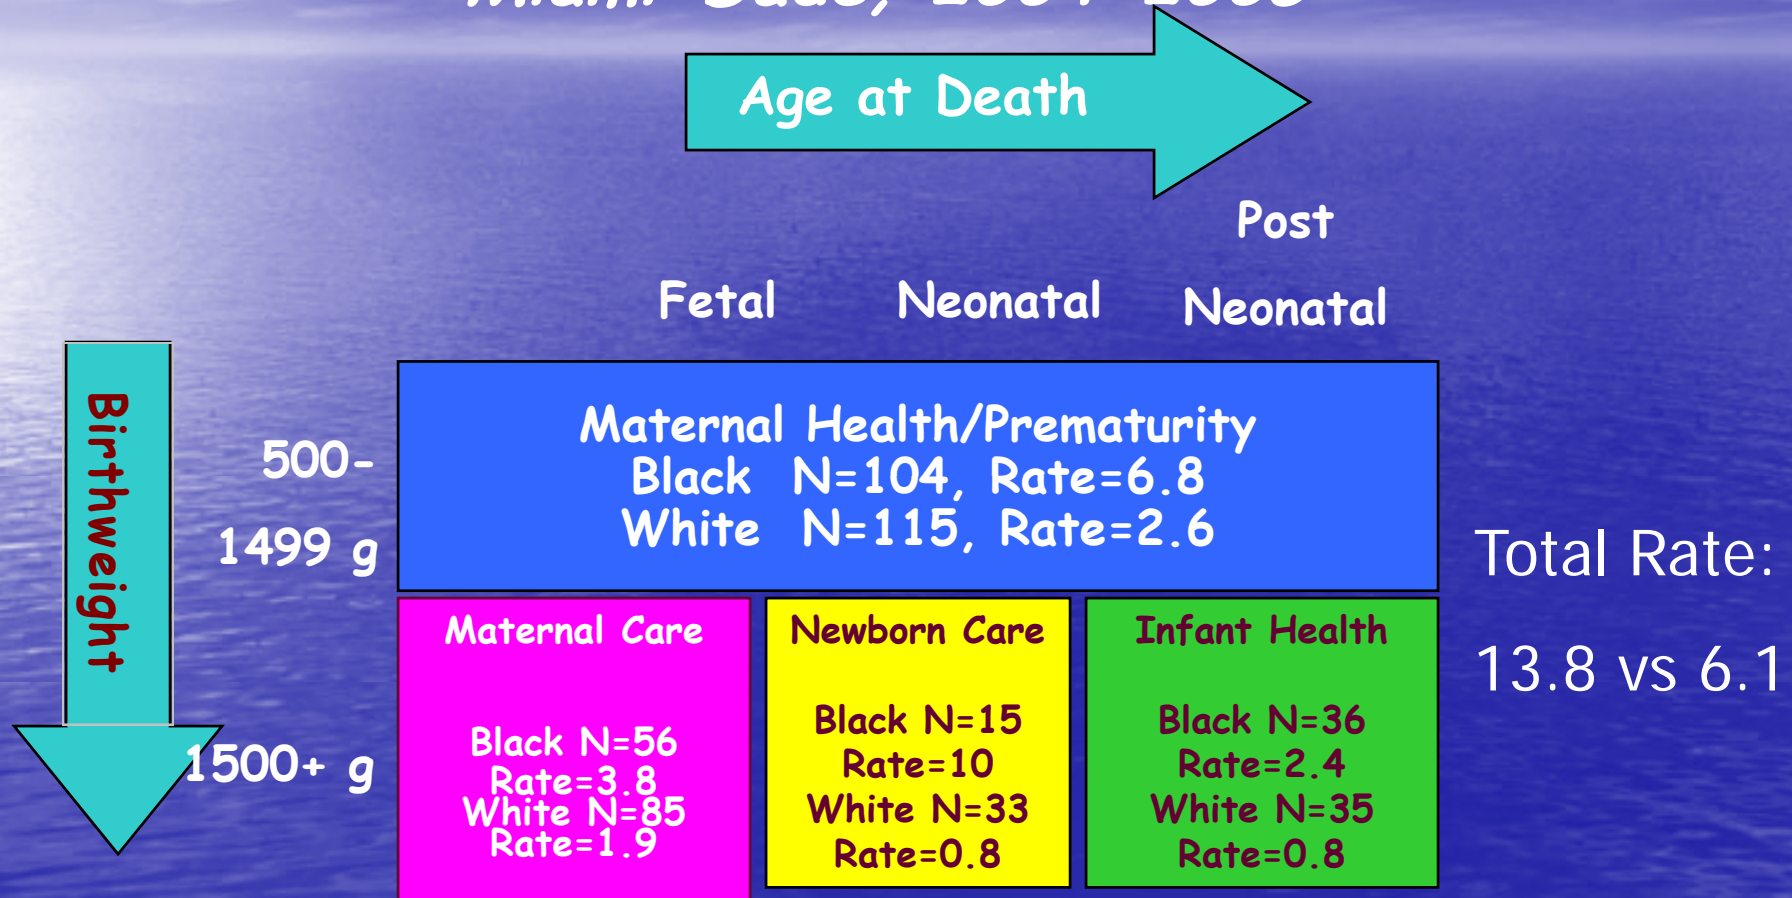 Age at Death
Post
Fetal Neonatal Neonatal
Birthweight
500-
1499 g
Maternal Health/Prematurity
Black N=104, Rate=6.8
White N=115, Rate=2.6
Total Rate:
13.8 vs 6.1
1500+ g
Maternal Care
Black N=56
Rate=3.8
White N=85
Rate=1.9
Newborn Care
Black N=15
Rate=10
White N=33
Rate=0.8
Infant Health
Black N=36
Rate=2.4
White N=35
Rate=0.8